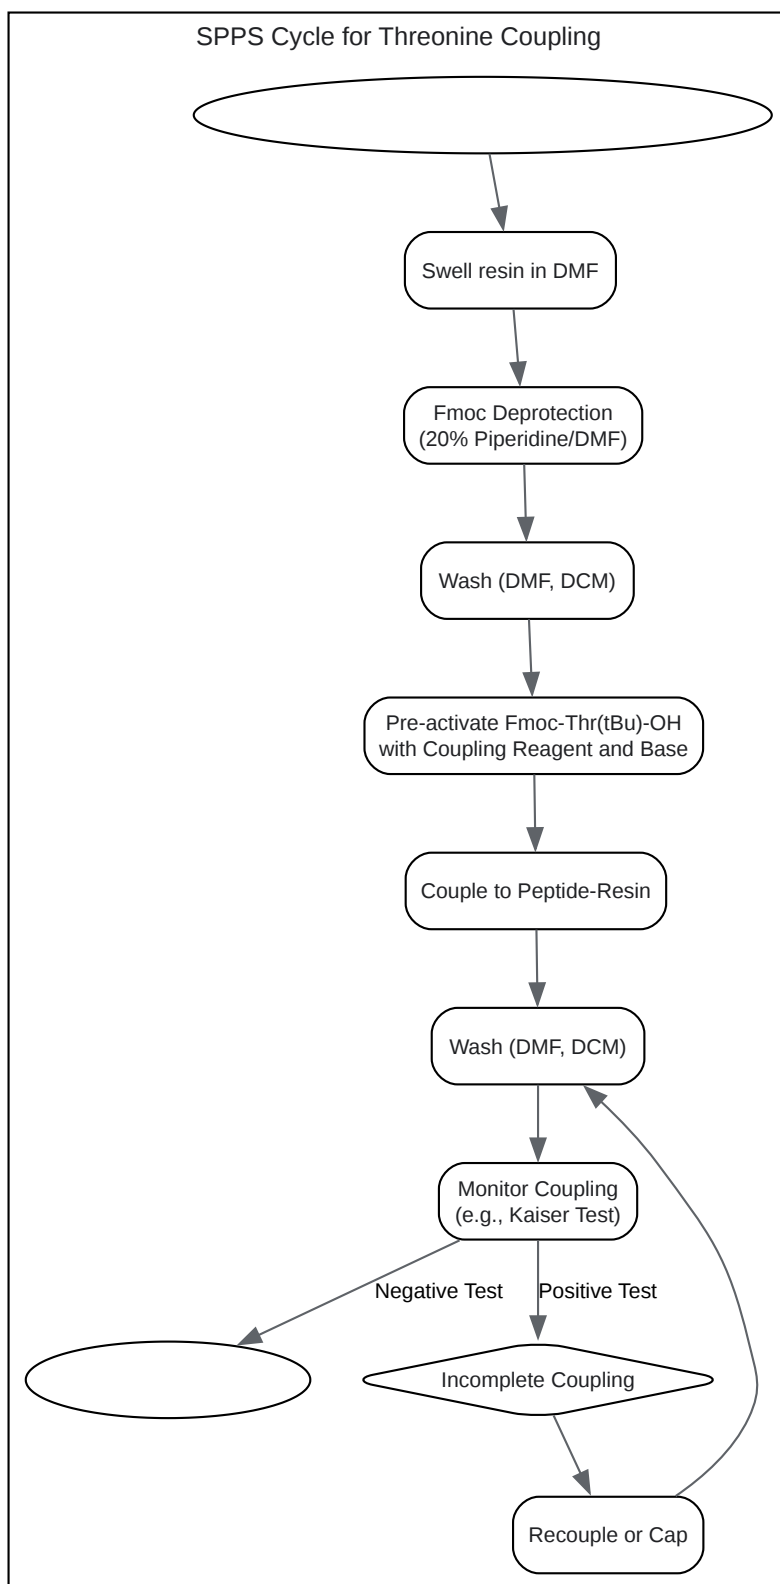 SPPS Cycle for Threonine Coupling
Swell resin in DMF
Fmoc Deprotection
(20% Piperidine/DMF)
Wash (DMF, DCM)
Pre-activate Fmoc-Thr(tBu)-OH
with Coupling Reagent and Base
Couple to Peptide-Resin
Wash (DMF, DCM)
Monitor Coupling
(e.g., Kaiser Test)
Negative Test
Positive Test
Incomplete Coupling
Recouple or Cap